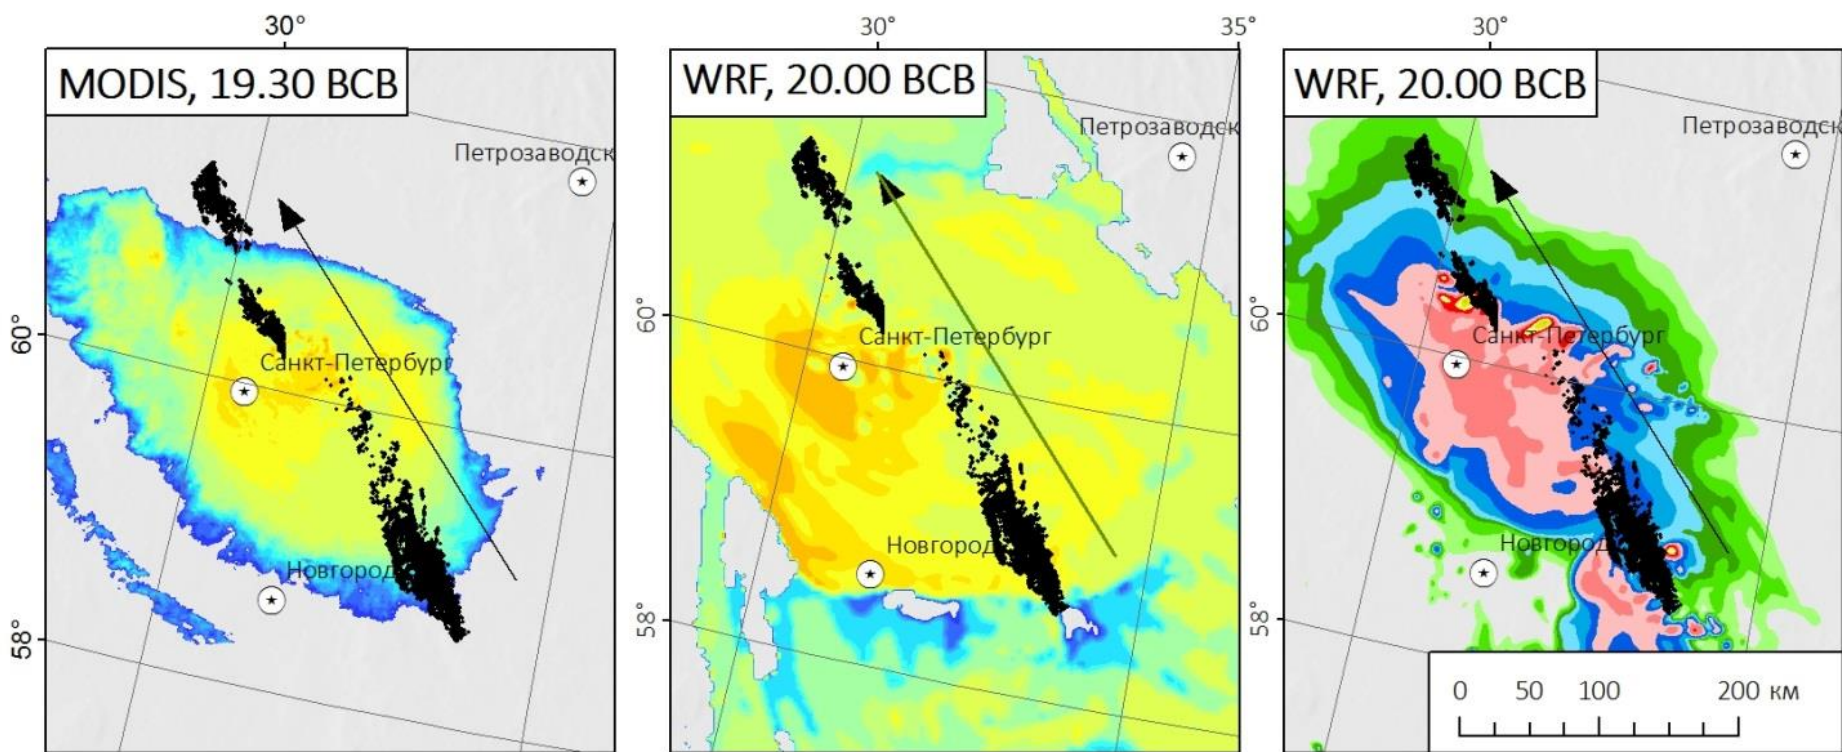 30°
30°
35°
30°
MODIS, 19.30 ВСВ
WRF, 20.00 ВСВ
WRF, 20.00 ВСВ
Петрозаводск
Петрозаводск
Петрозаводск
60°
60°
60°
Санкт-Петербург
Санкт-Петербург
Санкт-Петербург
Новгород
Новгород
Новгород
58°
58°
58°
0 50 100 200 км